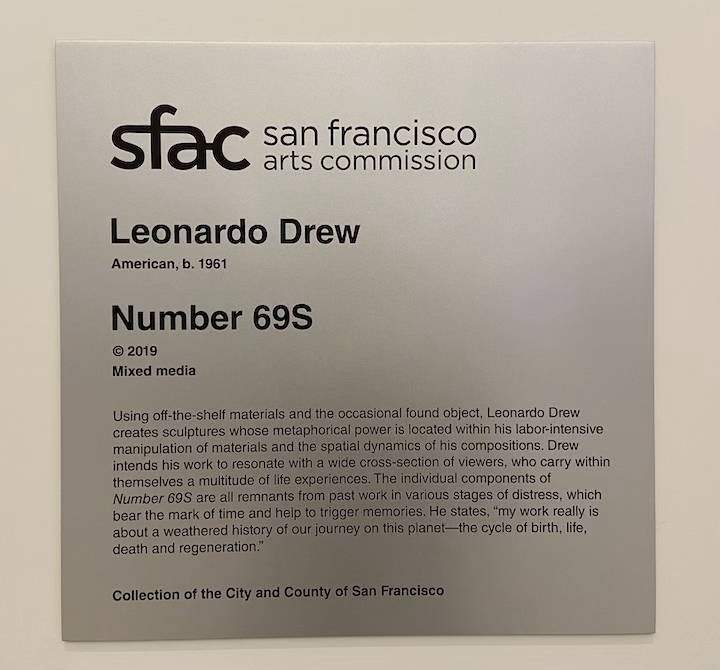 sfac san francisco
arts commission
Leonardo Drew
American, b. 1961
Number 69S
© 2019
Mixed media
Using off-the-shelf materials and the occasional found object, Leonardo Drew
creates sculptures whose metaphorical power is located within his labor-intensive
manipulation of materials and the spatial dynamics of his compositions. Drew
intends his work to resonate with a wide cross-section of viewers, who carry within
themselves a multitude of life experiences. The individual components of
Number 69S are all remnants from past work in various stages of distress, which
bear the mark of time and help to trigger memories. He states, “my work really is
about a weathered history of our journey on this planet—the cycle of birth, life,
death and regeneration.”
Collection of the City and County of San Francisco